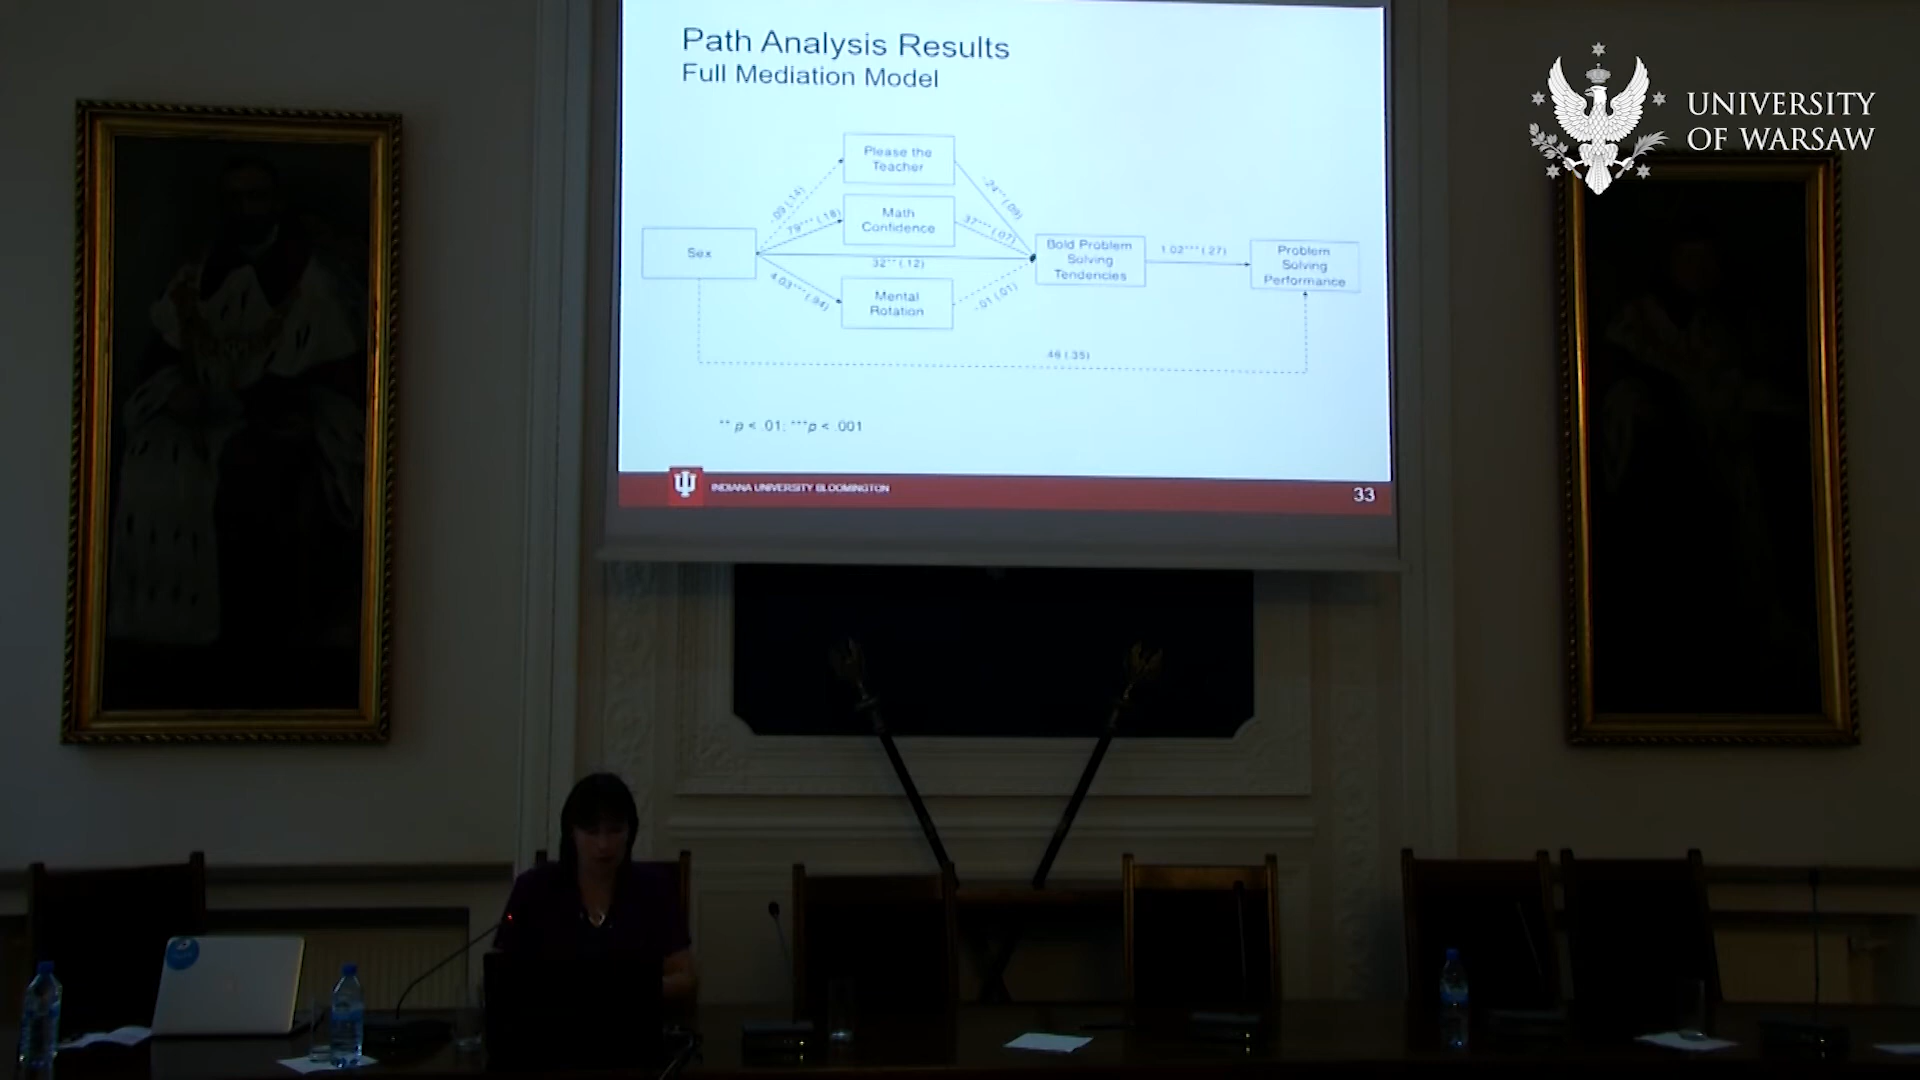 Path Analysis Results
Full Mediation Model
UNIVERSITY
OF WARSAW
Please the
Teacher
-.09 (.14)
-.24** (.09)
Math
Confidence
.79*** (.18)
.37*** (.07)
Sex
.32** (.12)
Bold Problem
Solving
Tendencies
1.02*** (.27)
Problem
Solving
Performance
4.03*** (.94)
Mental
Rotation
-.01 (.01)
.46 (.35)
** p < .01; ***p < .001
INDIANA UNIVERSITY BLOOMINGTON
33